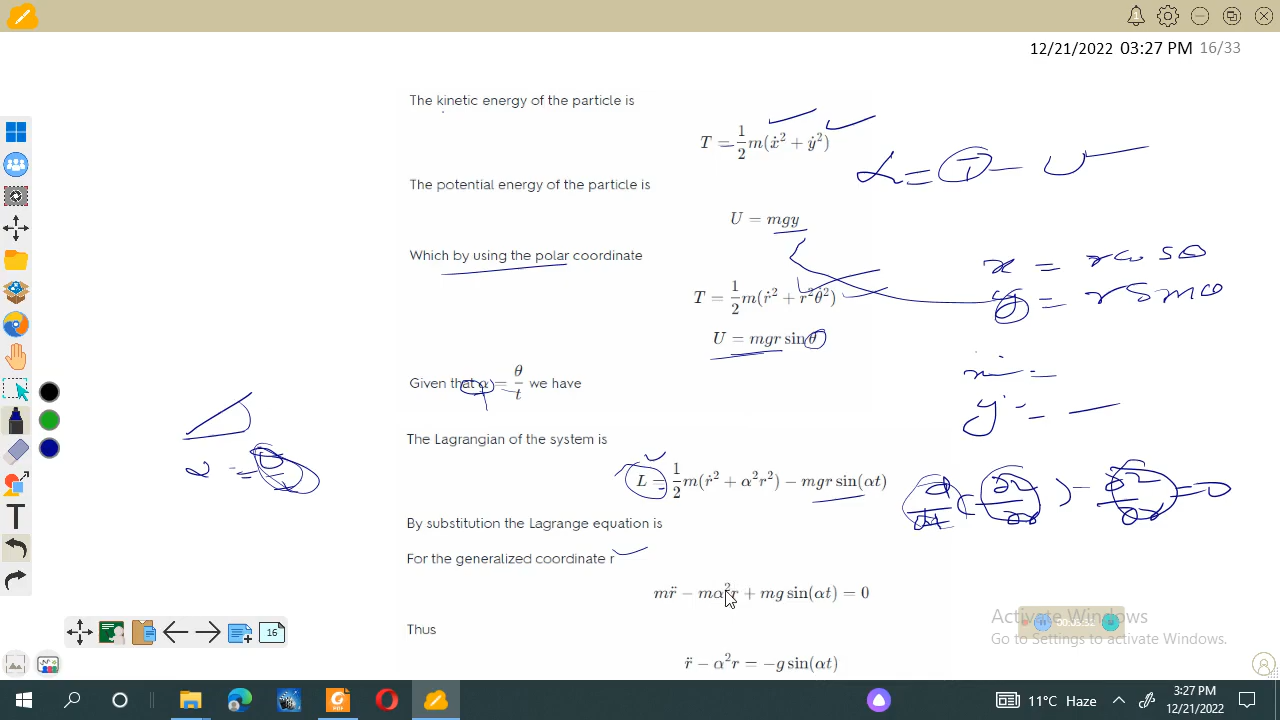 12/21/2022 03:27 PM 16/33
The kinetic energy of the particle is
T = 1/2 m(ẋ² + ẏ²)
L = T - U
The potential energy of the particle is
U = mgy
Which by using the polar coordinate
x = r cos θ
T = 1/2 m(ṙ² + r²θ̇²)
y = r sin θ
U = mgr sin θ
Given that α = θ/t we have
ẋ =
ẏ =
The Lagrangian of the system is
α = θ/t
L = 1/2 m(ṙ² + α²r²) − mgr sin(αt)
d/dt (∂L/∂ṙ) - ∂L/∂r = 0
By substitution the Lagrange equation is
For the generalized coordinate r
mr̈ − mα²r + mg sin(αt) = 0
Activate Windows
Go to Settings to activate Windows.
Thus
16
r̈ − α²r = −g sin(αt)
11°C Haze
3:27 PM
12/21/2022